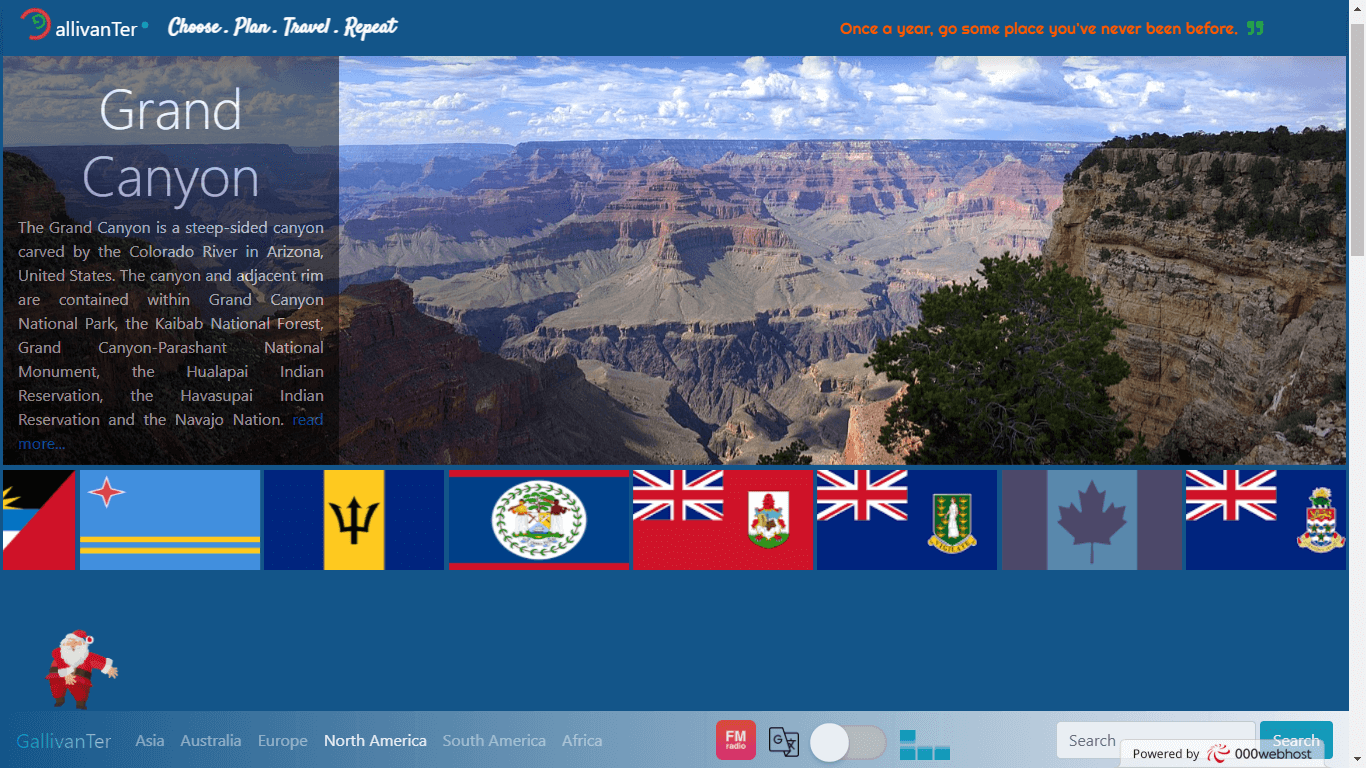 allivanTer
Choose . Plan . Travel . Repeat
Once a year, go some place you've never been before.
Grand
Canyon
The Grand Canyon is a steep-sided canyon
carved by the Colorado River in Arizona,
United States. The canyon and adjacent rim
are contained within Grand Canyon
National Park, the Kaibab National Forest,
Grand Canyon-Parashant National
Monument, the Hualapai Indian
Reservation, the Havasupai Indian
Reservation and the Navajo Nation. read
more...
VIGILATE
GallivanTer
Asia
Australia
Europe
North America
South America
Africa
FM
radio
G
Search
Search
Powered by 000webhost